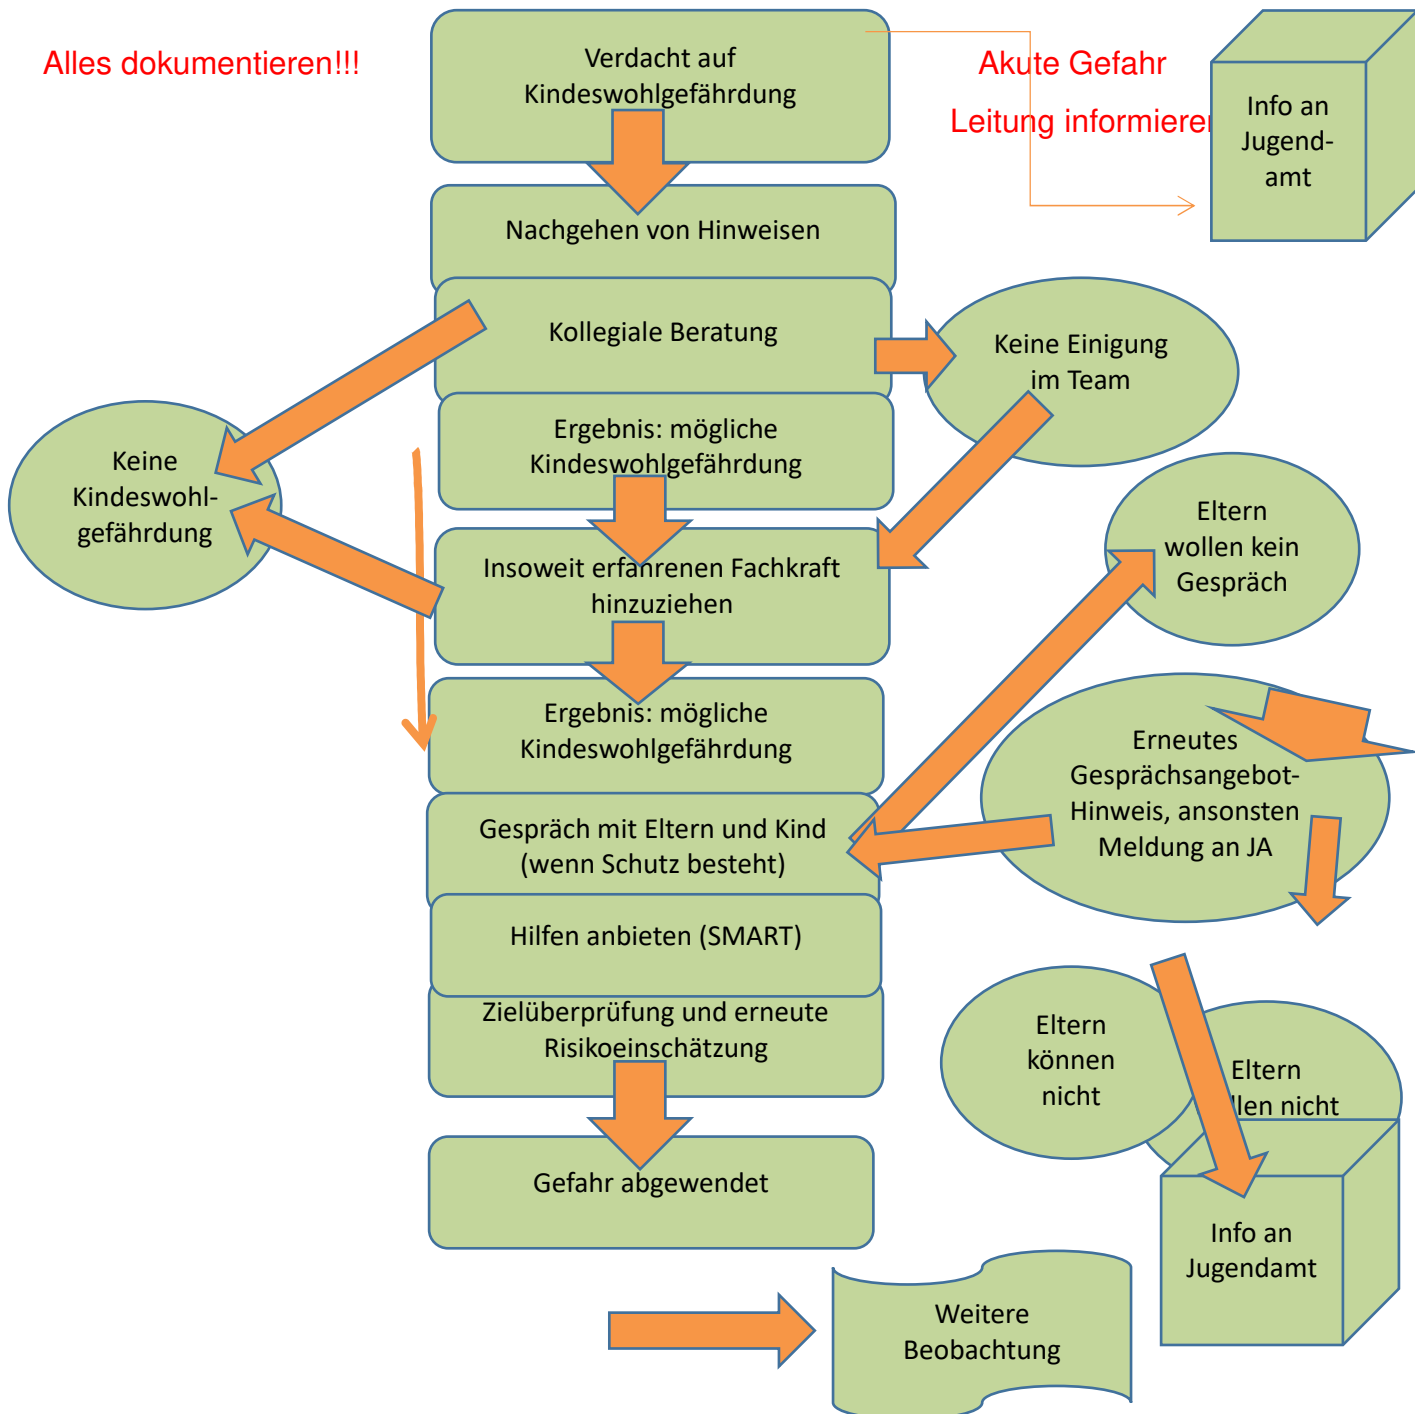 Alles dokumentieren!!!
Verdacht auf
Kindeswohlgefährdung
Akute Gefahr
Leitung informieren
Info an
Jugend-
amt
Nachgehen von Hinweisen
Kollegiale Beratung
Keine Einigung
im Team
Ergebnis: mögliche
Kindeswohlgefährdung
Keine
Kindeswohl-
gefährdung
Eltern
wollen kein
Gespräch
Insoweit erfahrenen Fachkraft
hinzuziehen
Ergebnis: mögliche
Kindeswohlgefährdung
Erneutes
Gesprächsangebot-
Hinweis, ansonsten
Meldung an JA
Gespräch mit Eltern und Kind
(wenn Schutz besteht)
Hilfen anbieten (SMART)
Zielüberprüfung und erneute
Risikoeinschätzung
Eltern
können
nicht
Eltern
nicht
Gefahr abgewendet
Info an
Jugendamt
Weitere
Beobachtung